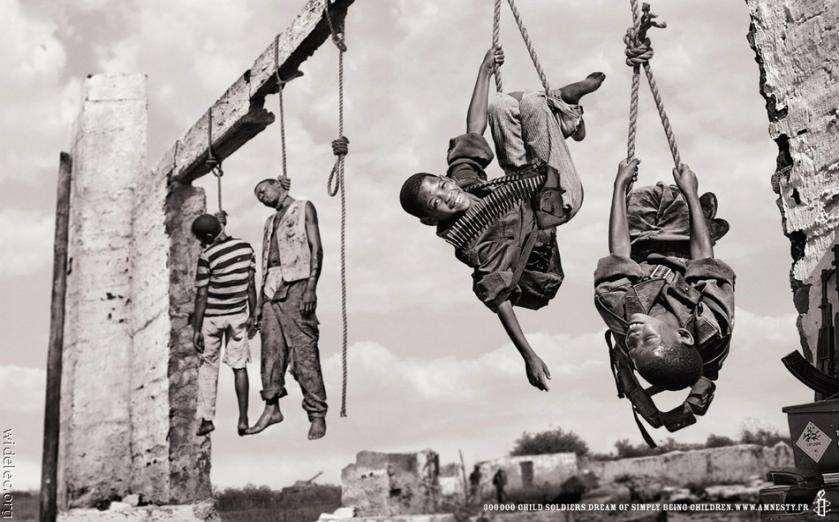 widelec.org
300 000 CHILD SOLDIERS DREAM OF SIMPLY BEING CHILDREN. WWW.AMNESTY.FR